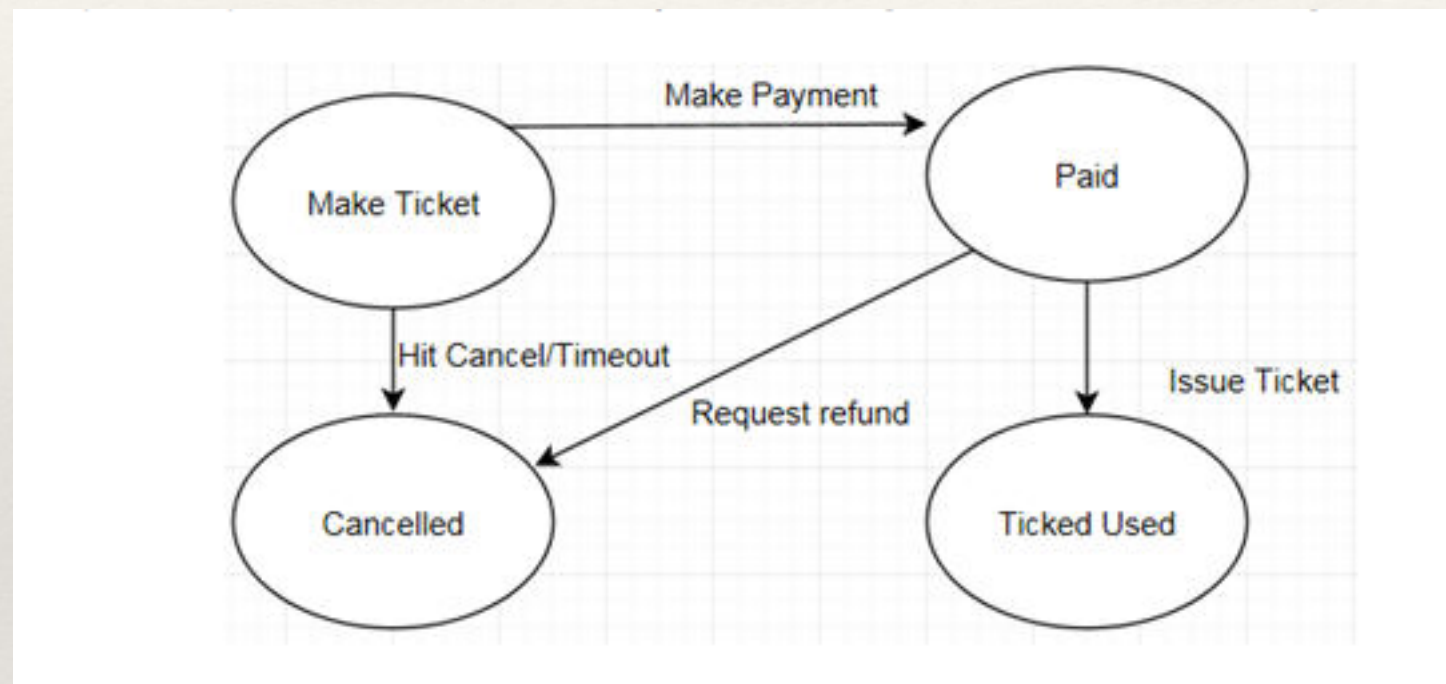 Make Payment
Paid
Make Ticket
Hit Cancel/Timeout
Issue Ticket
Request refund
Cancelled
Ticked Used